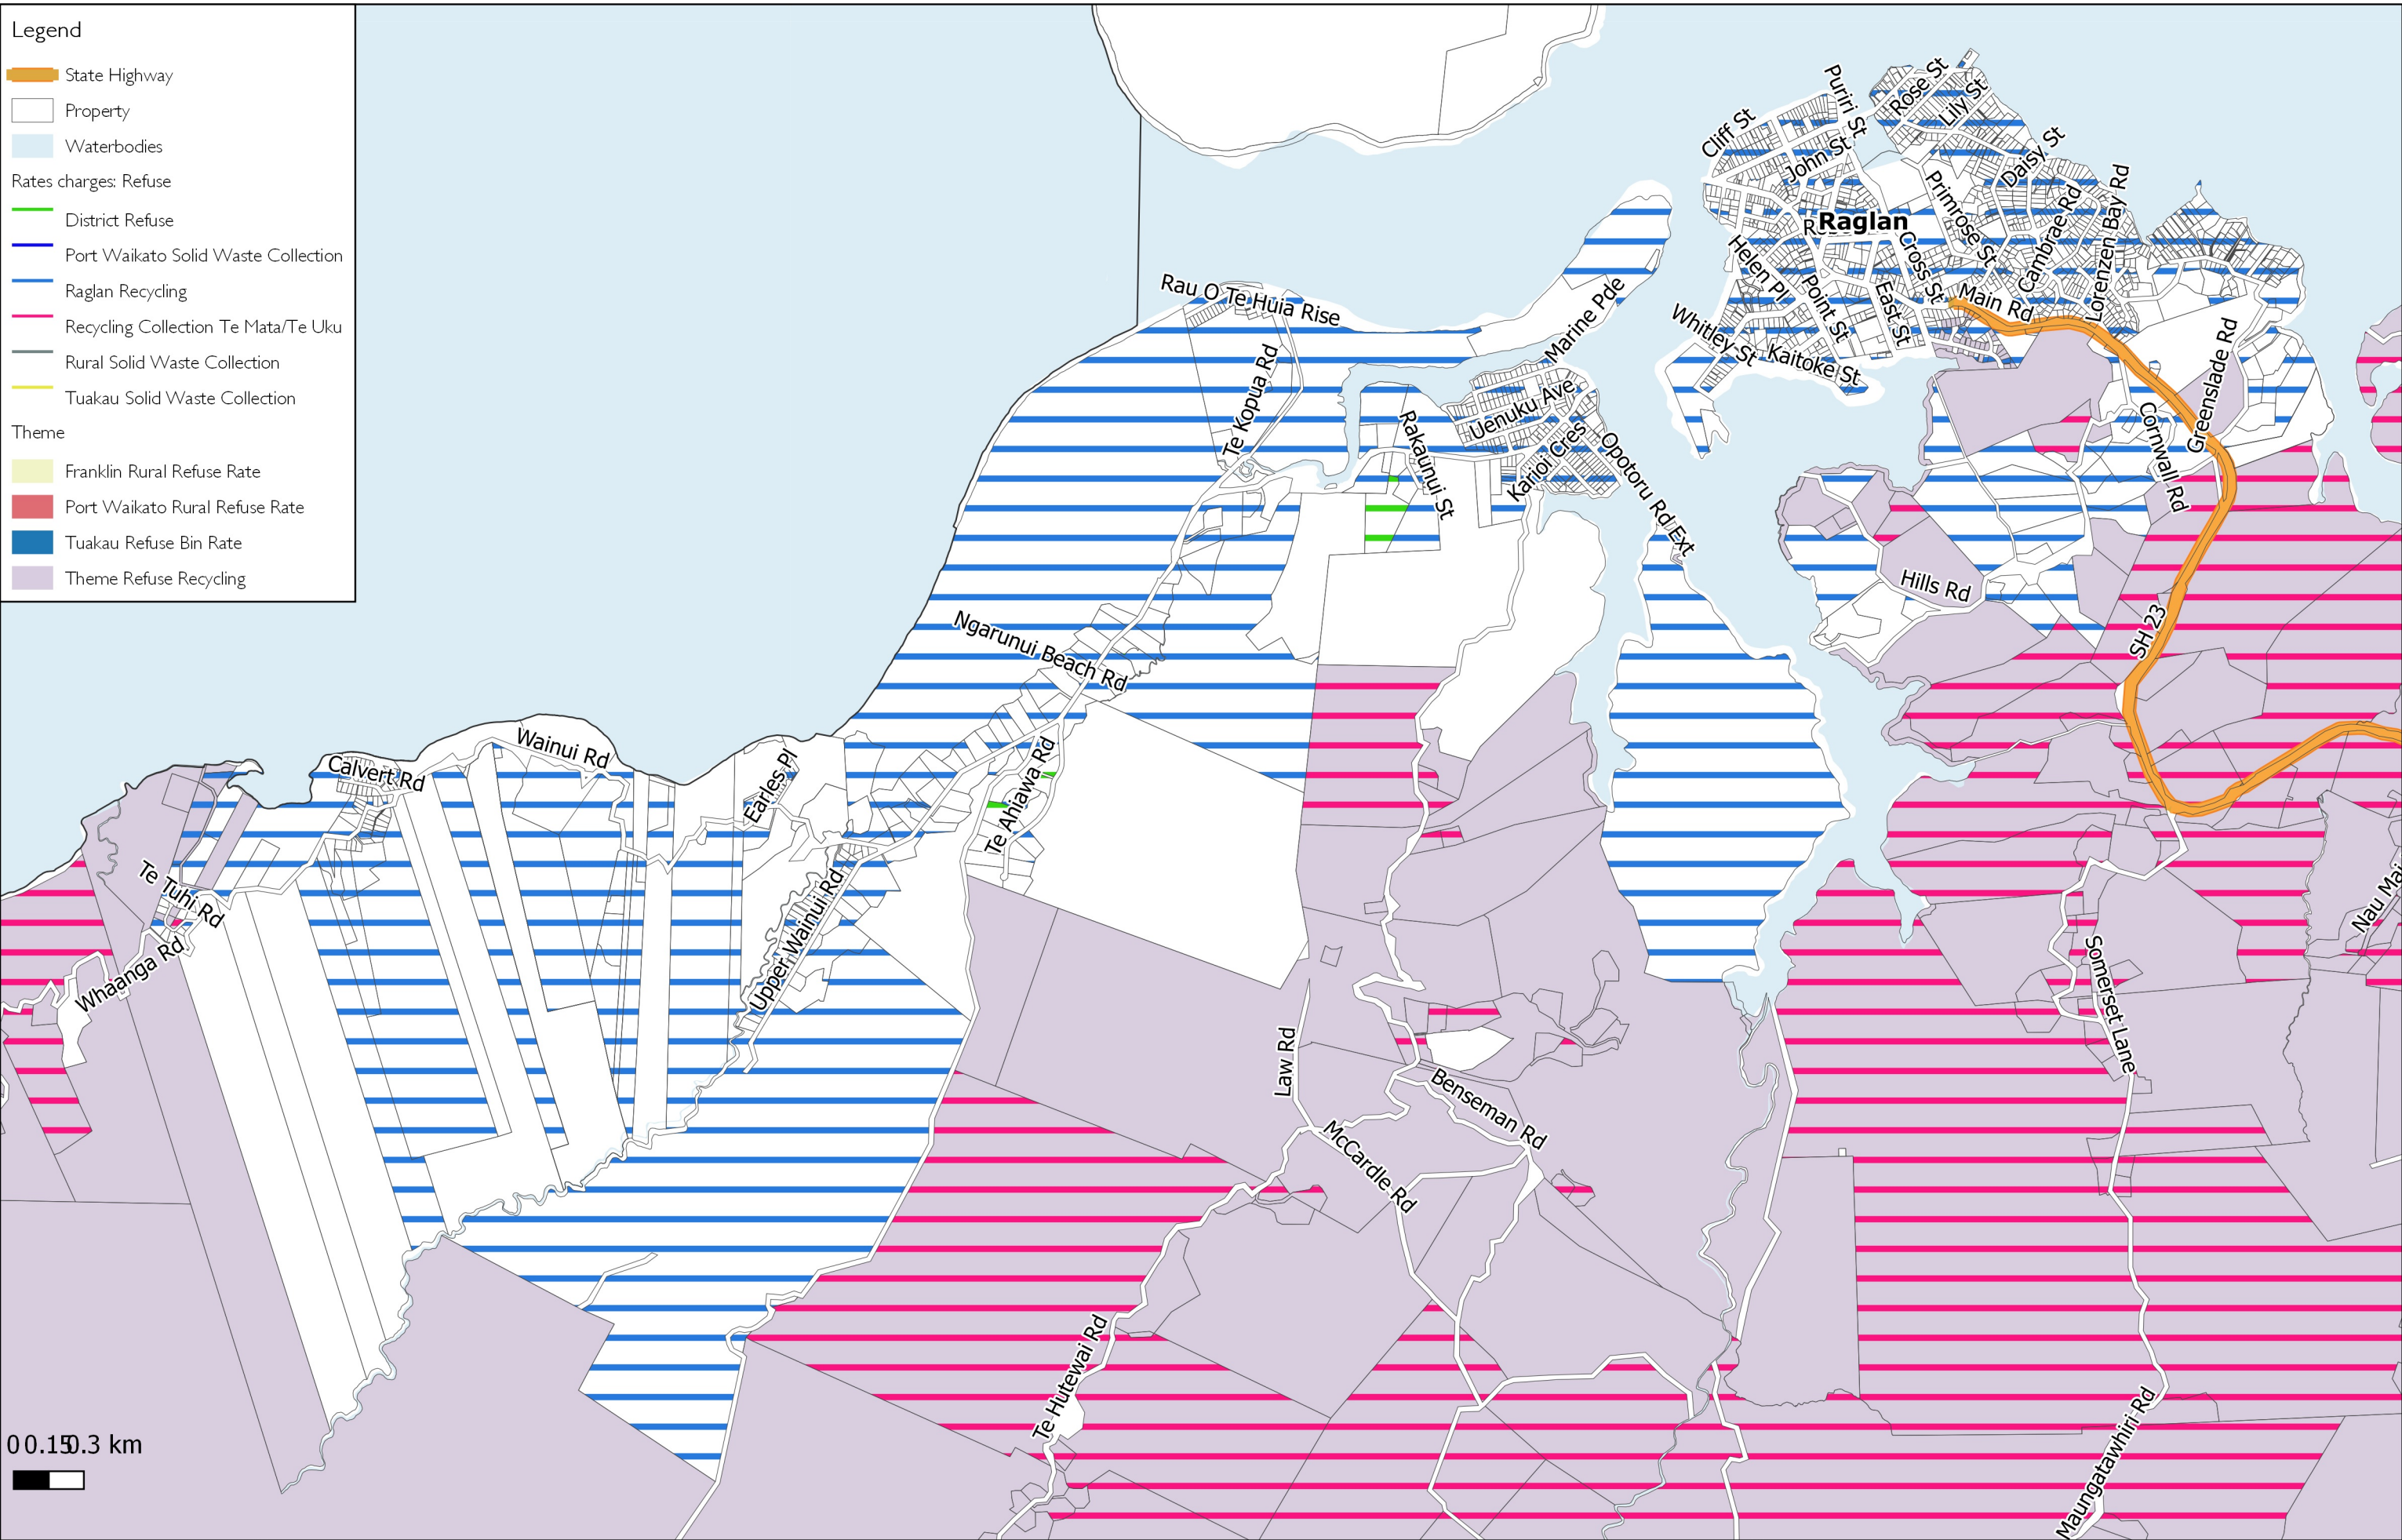 Legend
State Highway
Property
Waterbodies
Rates charges: Refuse
District Refuse
Port Waikato Solid Waste Collection
Raglan Recycling
Recycling Collection Te Mata/Te Uku
Rural Solid Waste Collection
Tuakau Solid Waste Collection
Theme
Franklin Rural Refuse Rate
Port Waikato Rural Refuse Rate
Tuakau Refuse Bin Rate
Theme Refuse Recycling
Puriri St
Rose St
Lily St
Cliff St
John St
Daisy St
Primrose St
Raglan
Cambrae Rd
Lorenzen Bay Rd
Helen Pl
Cross St
Point St
East St
Main Rd
Rau O Te Huia Rise
Marine Pde
Whitley St
Kaitoke St
Greenslade Rd
Te Kopua Rd
Uenuku Ave
Rakaunui St
Karioi Cres
Opotoru Rd Ext
Cornwall Rd
Hills Rd
SH 23
Ngarunui Beach Rd
Wainui Rd
Calvert Rd
Earles Pl
Te Ahiawa Rd
Te Tuhi Rd
Upper Wainui Rd
Nau Mai
Whaanga Rd
Somerset Lane
Law Rd
Benseman Rd
McCardle Rd
Te Hutewai Rd
Maungatawhiri Rd
0 0.15 0.3 km